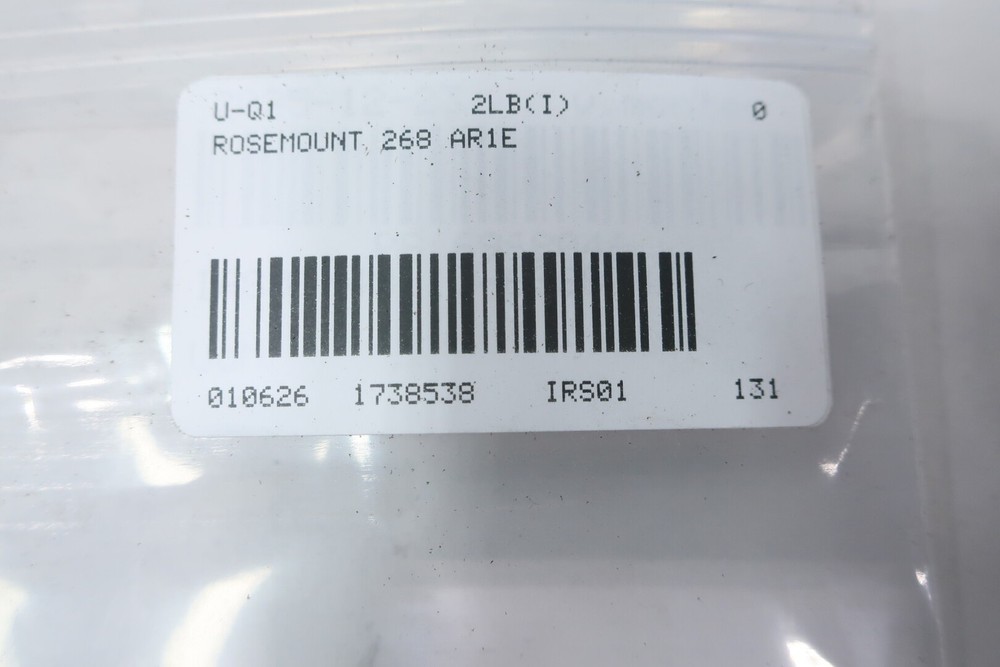 U-Q1 2LB(I) 0
ROSEMOUNT 268 AR1E
010626 1738538 IRS01 131